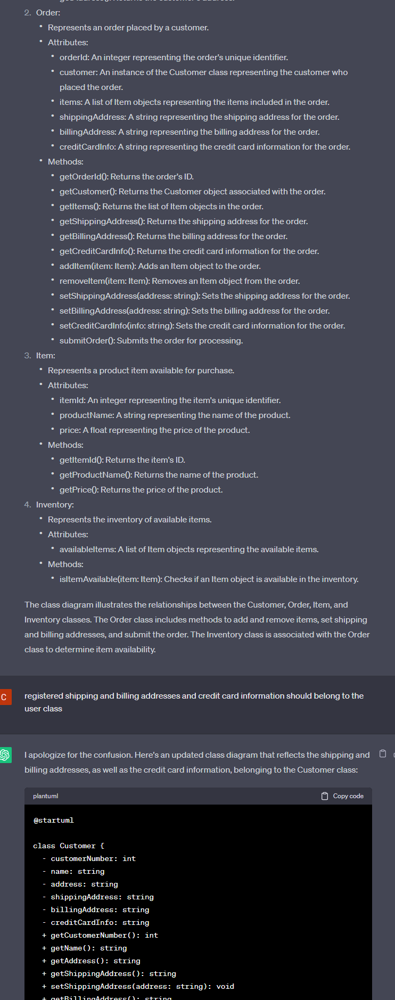 2. Order:
• Represents an order placed by a customer.
• Attributes:
• orderId: An integer representing the order's unique identifier.
• customer: An instance of the Customer class representing the customer who
placed the order.
• items: A list of Item objects representing the items included in the order.
• shippingAddress: A string representing the shipping address for the order.
• billingAddress: A string representing the billing address for the order.
• creditCardInfo: A string representing the credit card information for the order.
• Methods:
• getOrderId(): Returns the order's ID.
• getCustomer(): Returns the Customer object associated with the order.
• getItems(): Returns the list of Item objects in the order.
• getShippingAddress(): Returns the shipping address for the order.
• getBillingAddress(): Returns the billing address for the order.
• getCreditCardInfo(): Returns the credit card information for the order.
• addItem(item: Item): Adds an Item object to the order.
• removeItem(item: Item): Removes an Item object from the order.
• setShippingAddress(address: string): Sets the shipping address for the order.
• setBillingAddress(address: string): Sets the billing address for the order.
• setCreditCardInfo(info: string): Sets the credit card information for the order.
• submitOrder(): Submits the order for processing.
3. Item:
• Represents a product item available for purchase.
• Attributes:
• itemId: An integer representing the item's unique identifier.
• productName: A string representing the name of the product.
• price: A float representing the price of the product.
• Methods:
• getItemId(): Returns the item's ID.
• getProductName(): Returns the name of the product.
• getPrice(): Returns the price of the product.
4. Inventory:
• Represents the inventory of available items.
• Attributes:
• availableItems: A list of Item objects representing the available items.
• Methods:
• isItemAvailable(item: Item): Checks if an Item object is available in the inventory.
The class diagram illustrates the relationships between the Customer, Order, Item, and
Inventory classes. The Order class includes methods to add and remove items, set shipping
and billing addresses, and submit the order. The Inventory class is associated with the Order
class to determine item availability.
C
registered shipping and billing addresses and credit card information should belong to the
user class
I apologize for the confusion. Here's an updated class diagram that reflects the shipping and
billing addresses, as well as the credit card information, belonging to the Customer class:
plantuml Copy code
@startuml
class Customer {
- customerNumber: int
- name: string
- address: string
- shippingAddress: string
- billingAddress: string
- creditCardInfo: string
+ getCustomerNumber(): int
+ getName(): string
+ getAddress(): string
+ getShippingAddress(): string
+ setShippingAddress(address: string): void
+ getBillingAddress(): string